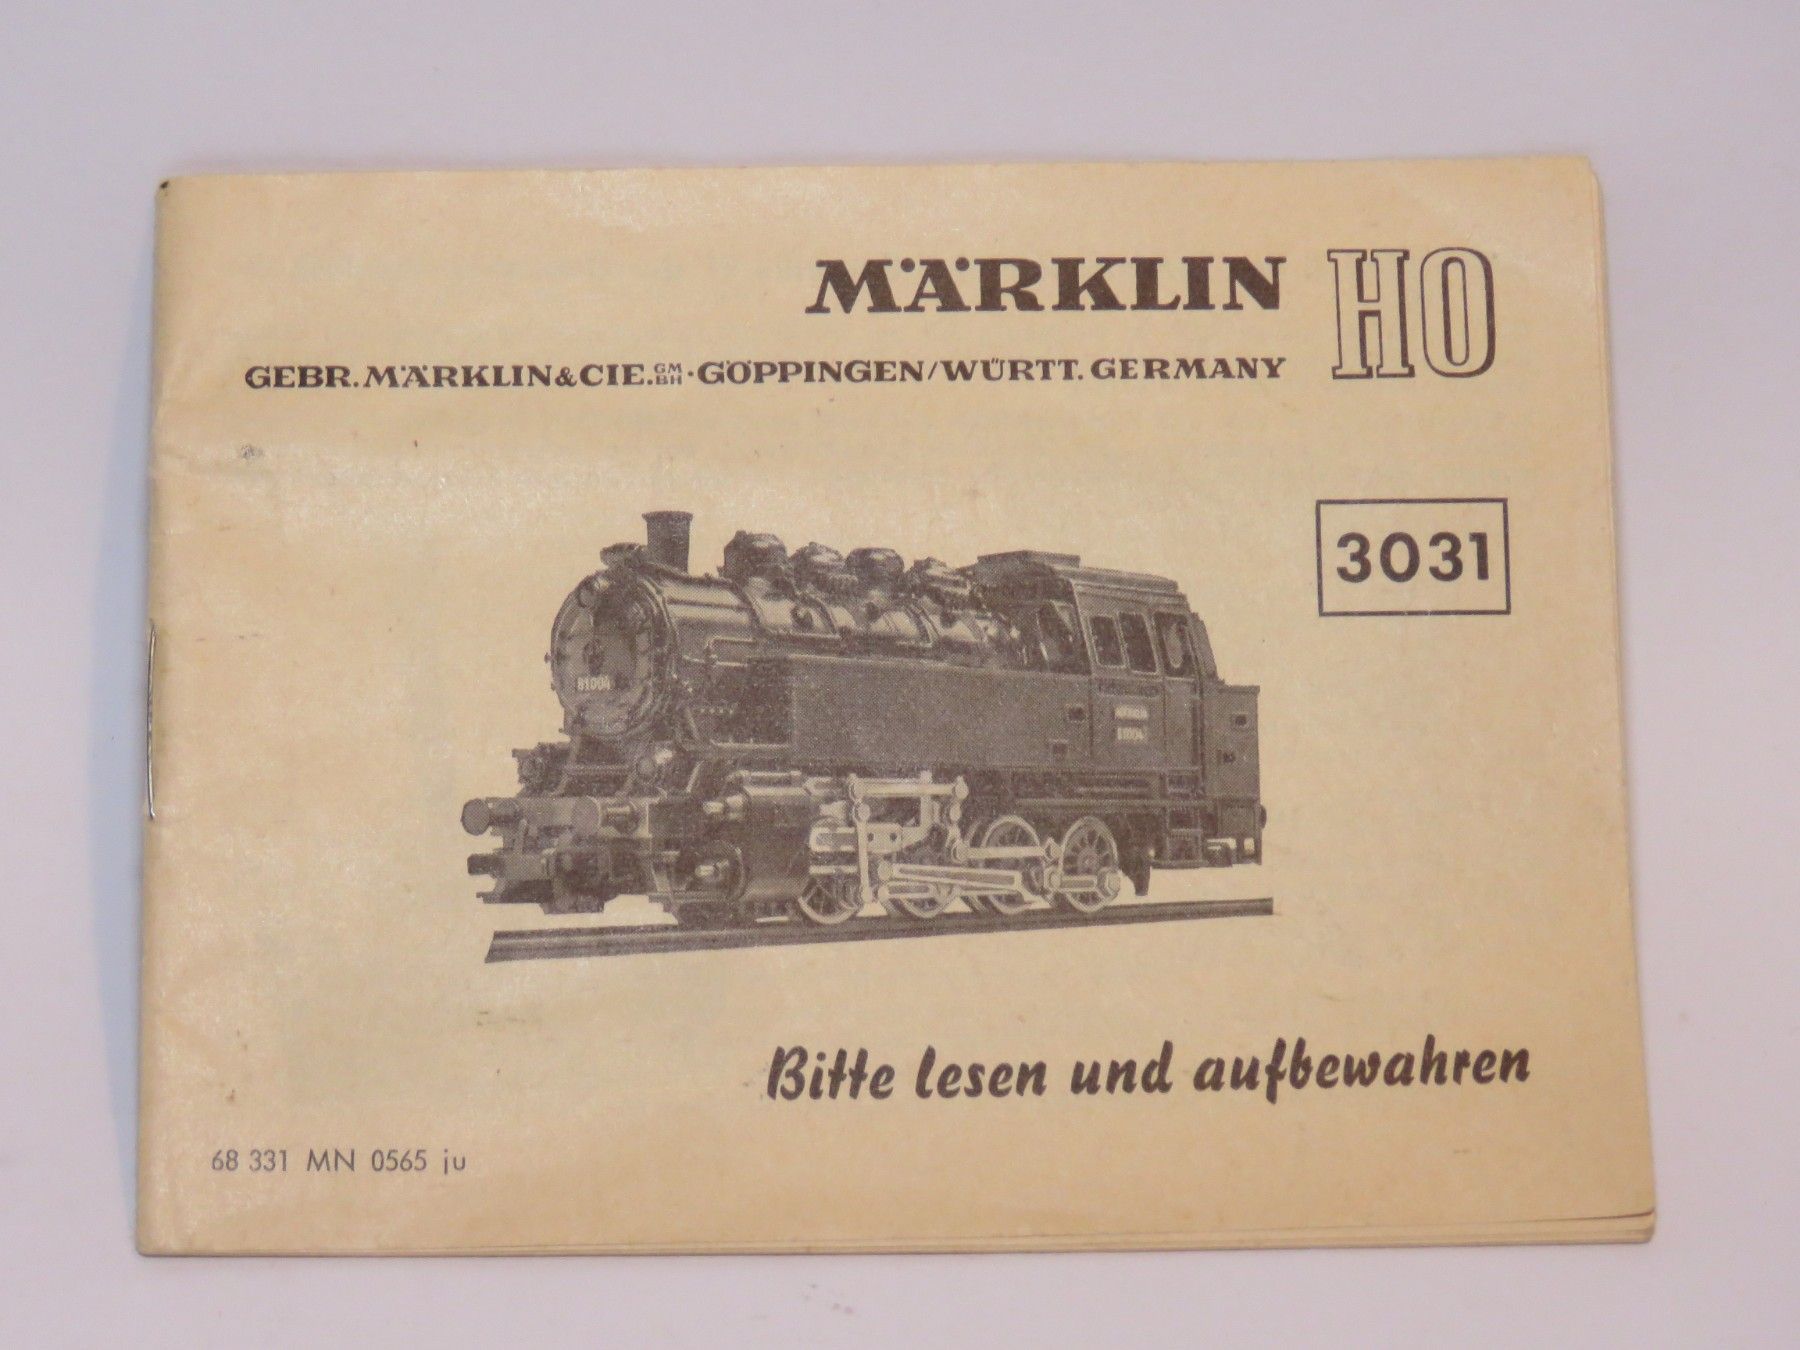 MÄRKLIN HO
GEBR. MÄRKLIN & CIE. GMBH · GÖPPINGEN/WÜRTT. GERMANY
3031
81004
Bitte lesen und aufbewahren
68 331 MN 0565 ju